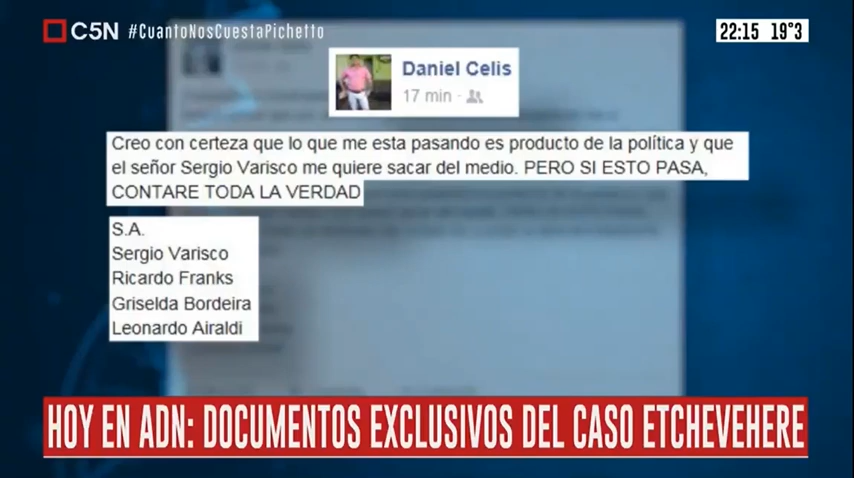 C5N #CuantoNosCuestaPichetto
22:15 19°3
Daniel Celis
17 min ·
Creo con certeza que lo que me esta pasando es producto de la política y que
el señor Sergio Varisco me quiere sacar del medio. PERO SI ESTO PASA,
CONTARE TODA LA VERDAD
S.A.
Sergio Varisco
Ricardo Franks
Griselda Bordeira
Leonardo Airaldi
HOY EN ADN: DOCUMENTOS EXCLUSIVOS DEL CASO ETCHEVEHERE